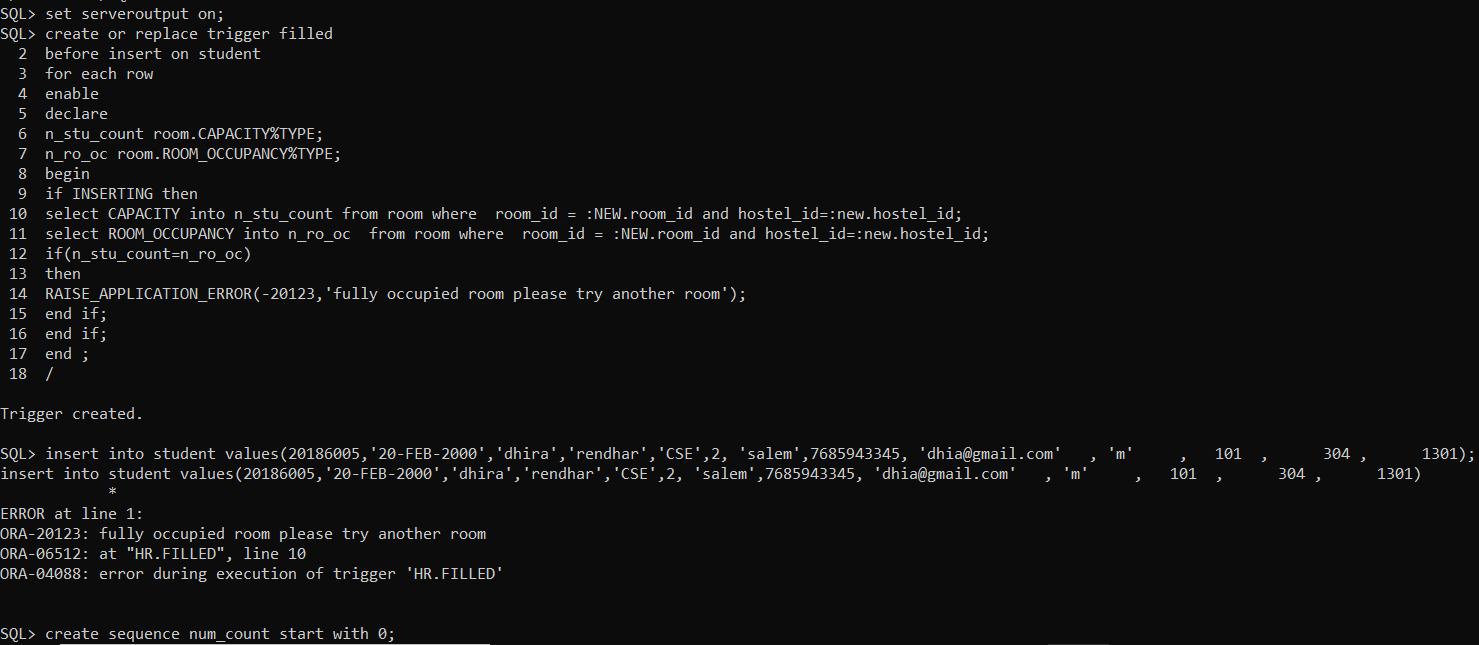 SQL> set serveroutput on;
SQL> create or replace trigger filled
  2  before insert on student
  3  for each row
  4  enable
  5  declare
  6  n_stu_count room.CAPACITY%TYPE;
  7  n_ro_oc room.ROOM_OCCUPANCY%TYPE;
  8  begin
  9  if INSERTING then
 10  select CAPACITY into n_stu_count from room where  room_id = :NEW.room_id and hostel_id=:new.hostel_id;
 11  select ROOM_OCCUPANCY into n_ro_oc  from room where  room_id = :NEW.room_id and hostel_id=:new.hostel_id;
 12  if(n_stu_count=n_ro_oc)
 13  then
 14  RAISE_APPLICATION_ERROR(-20123,'fully occupied room please try another room');
 15  end if;
 16  end if;
 17  end ;
 18  /
Trigger created.
SQL> insert into student values(20186005,'20-FEB-2000','dhira','rendhar','CSE',2, 'salem',7685943345, 'dhia@gmail.com'   , 'm'     ,   101  ,      304 ,      1301);
insert into student values(20186005,'20-FEB-2000','dhira','rendhar','CSE',2, 'salem',7685943345, 'dhia@gmail.com'   , 'm'     ,   101  ,      304 ,      1301)
            *
ERROR at line 1:
ORA-20123: fully occupied room please try another room
ORA-06512: at "HR.FILLED", line 10
ORA-04088: error during execution of trigger 'HR.FILLED'
SQL> create sequence num_count start with 0;